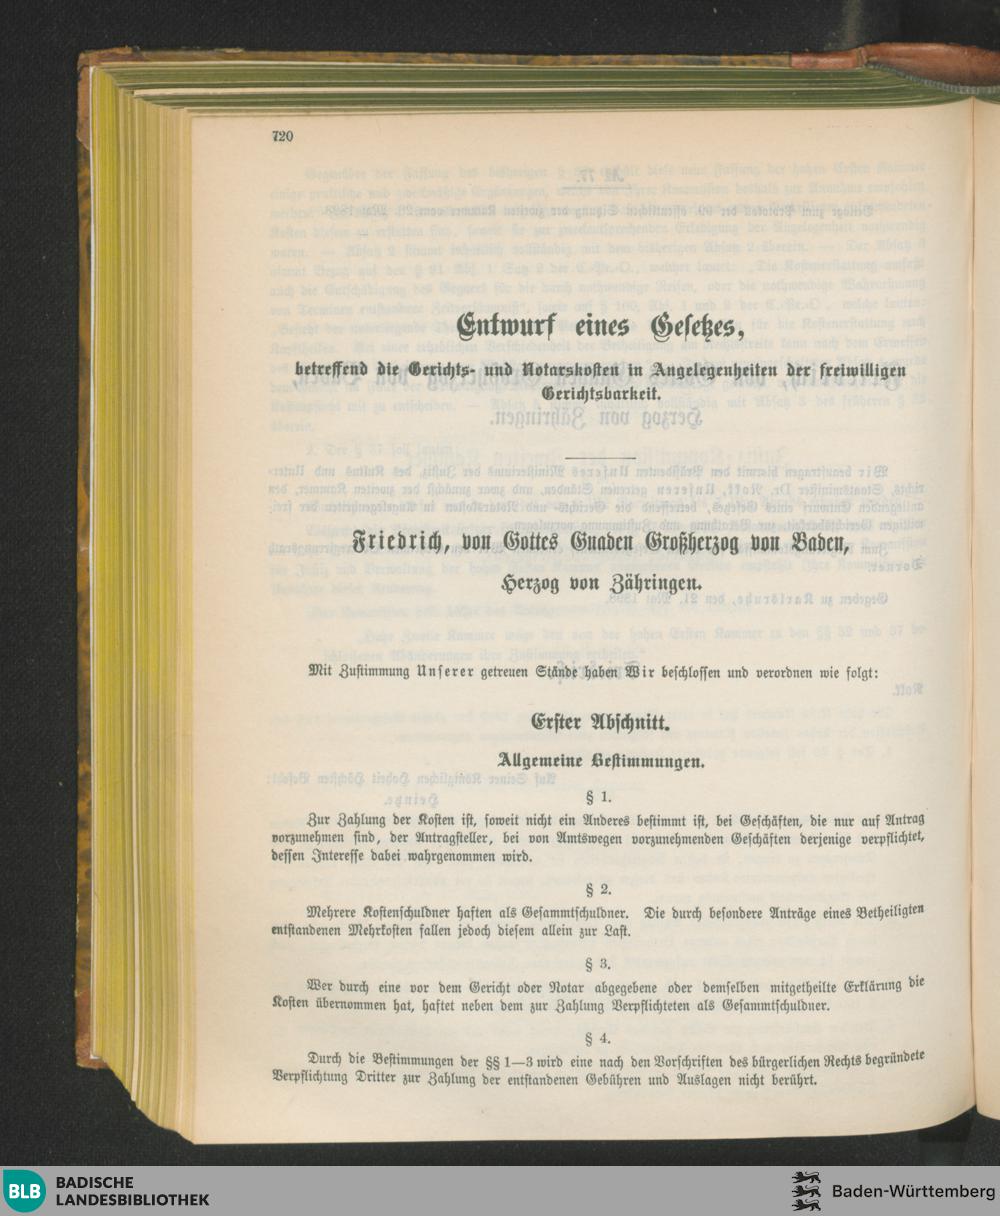 720
Entwurf eines Gesetzes,
betreffend die Gerichts- und Notarskosten in Angelegenheiten der freiwilligen
Gerichtsbarkeit.
Friedrich, von Gottes Gnaden Großherzog von Baden,
Herzog von Zähringen.
Mit Zustimmung Unserer getreuen Stände haben Wir beschlossen und verordnen wie folgt:
Erster Abschnitt.
Allgemeine Bestimmungen.
§ 1.
Zur Zahlung der Kosten ist, soweit nicht ein Anderes bestimmt ist, bei Geschäften, die nur auf Antrag
vorzunehmen sind, der Antragsteller, bei von Amtswegen vorzunehmenden Geschäften derjenige verpflichtet,
dessen Interesse dabei wahrgenommen wird.
§ 2.
Mehrere Kostenschuldner haften als Gesammtschuldner. Die durch besondere Anträge eines Betheiligten
entstandenen Mehrkosten fallen jedoch diesem allein zur Last.
§ 3.
Wer durch eine vor dem Gericht oder Notar abgegebene oder demselben mitgetheilte Erklärung die
Kosten übernommen hat, haftet neben dem zur Zahlung Verpflichteten als Gesammtschuldner.
§ 4.
Durch die Bestimmungen der §§ 1—3 wird eine nach den Vorschriften des bürgerlichen Rechts begründete
Verpflichtung Dritter zur Zahlung der entstandenen Gebühren und Auslagen nicht berührt.
BLB
BADISCHE
LANDESBIBLIOTHEK
Baden-Württemberg